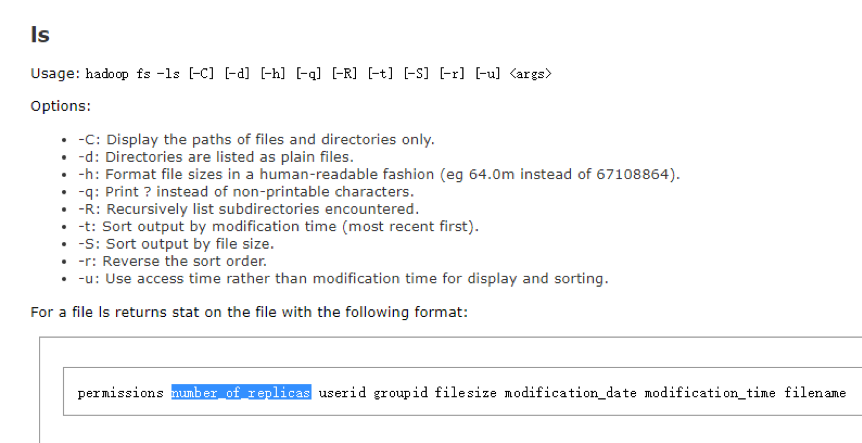 ls
Usage: hadoop fs -ls [-C] [-d] [-h] [-q] [-R] [-t] [-S] [-r] [-u] <args>
Options:
• -C: Display the paths of files and directories only.
• -d: Directories are listed as plain files.
• -h: Format file sizes in a human-readable fashion (eg 64.0m instead of 67108864).
• -q: Print ? instead of non-printable characters.
• -R: Recursively list subdirectories encountered.
• -t: Sort output by modification time (most recent first).
• -S: Sort output by file size.
• -r: Reverse the sort order.
• -u: Use access time rather than modification time for display and sorting.
For a file ls returns stat on the file with the following format:
permissions number_of_replicas userid groupid filesize modification_date modification_time filename